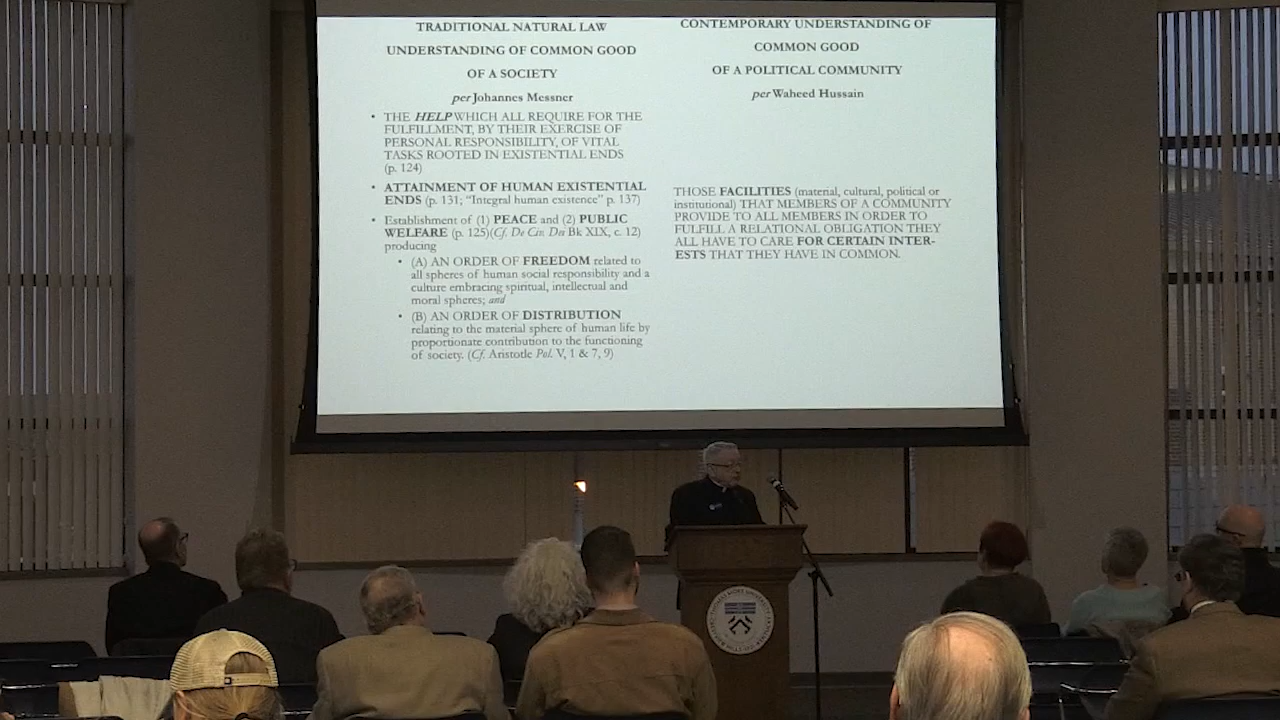 TRADITIONAL NATURAL LAW
UNDERSTANDING OF COMMON GOOD
OF A SOCIETY
per Johannes Messner
• THE HELP WHICH ALL REQUIRE FOR THE
FULFILLMENT, BY THEIR EXERCISE OF
PERSONAL RESPONSIBILITY, OF VITAL
TASKS ROOTED IN EXISTENTIAL ENDS
(p. 124)
• ATTAINMENT OF HUMAN EXISTENTIAL
ENDS (p. 131; “Integral human existence” p. 137)
• Establishment of (1) PEACE and (2) PUBLIC
WELFARE (p. 125)(Cf. De Civ. Dei Bk XIX, c. 12)
producing
• (A) AN ORDER OF FREEDOM related to
all spheres of human social responsibility and a
culture embracing spiritual, intellectual and
moral spheres; and
• (B) AN ORDER OF DISTRIBUTION
relating to the material sphere of human life by
proportionate contribution to the functioning
of society. (Cf. Aristotle Pol. V, 1 & 7, 9)
CONTEMPORARY UNDERSTANDING OF
COMMON GOOD
OF A POLITICAL COMMUNITY
per Waheed Hussain
THOSE FACILITIES (material, cultural, political or
institutional) THAT MEMBERS OF A COMMUNITY
PROVIDE TO ALL MEMBERS IN ORDER TO
FULFILL A RELATIONAL OBLIGATION THEY
ALL HAVE TO CARE FOR CERTAIN INTER-
ESTS THAT THEY HAVE IN COMMON.